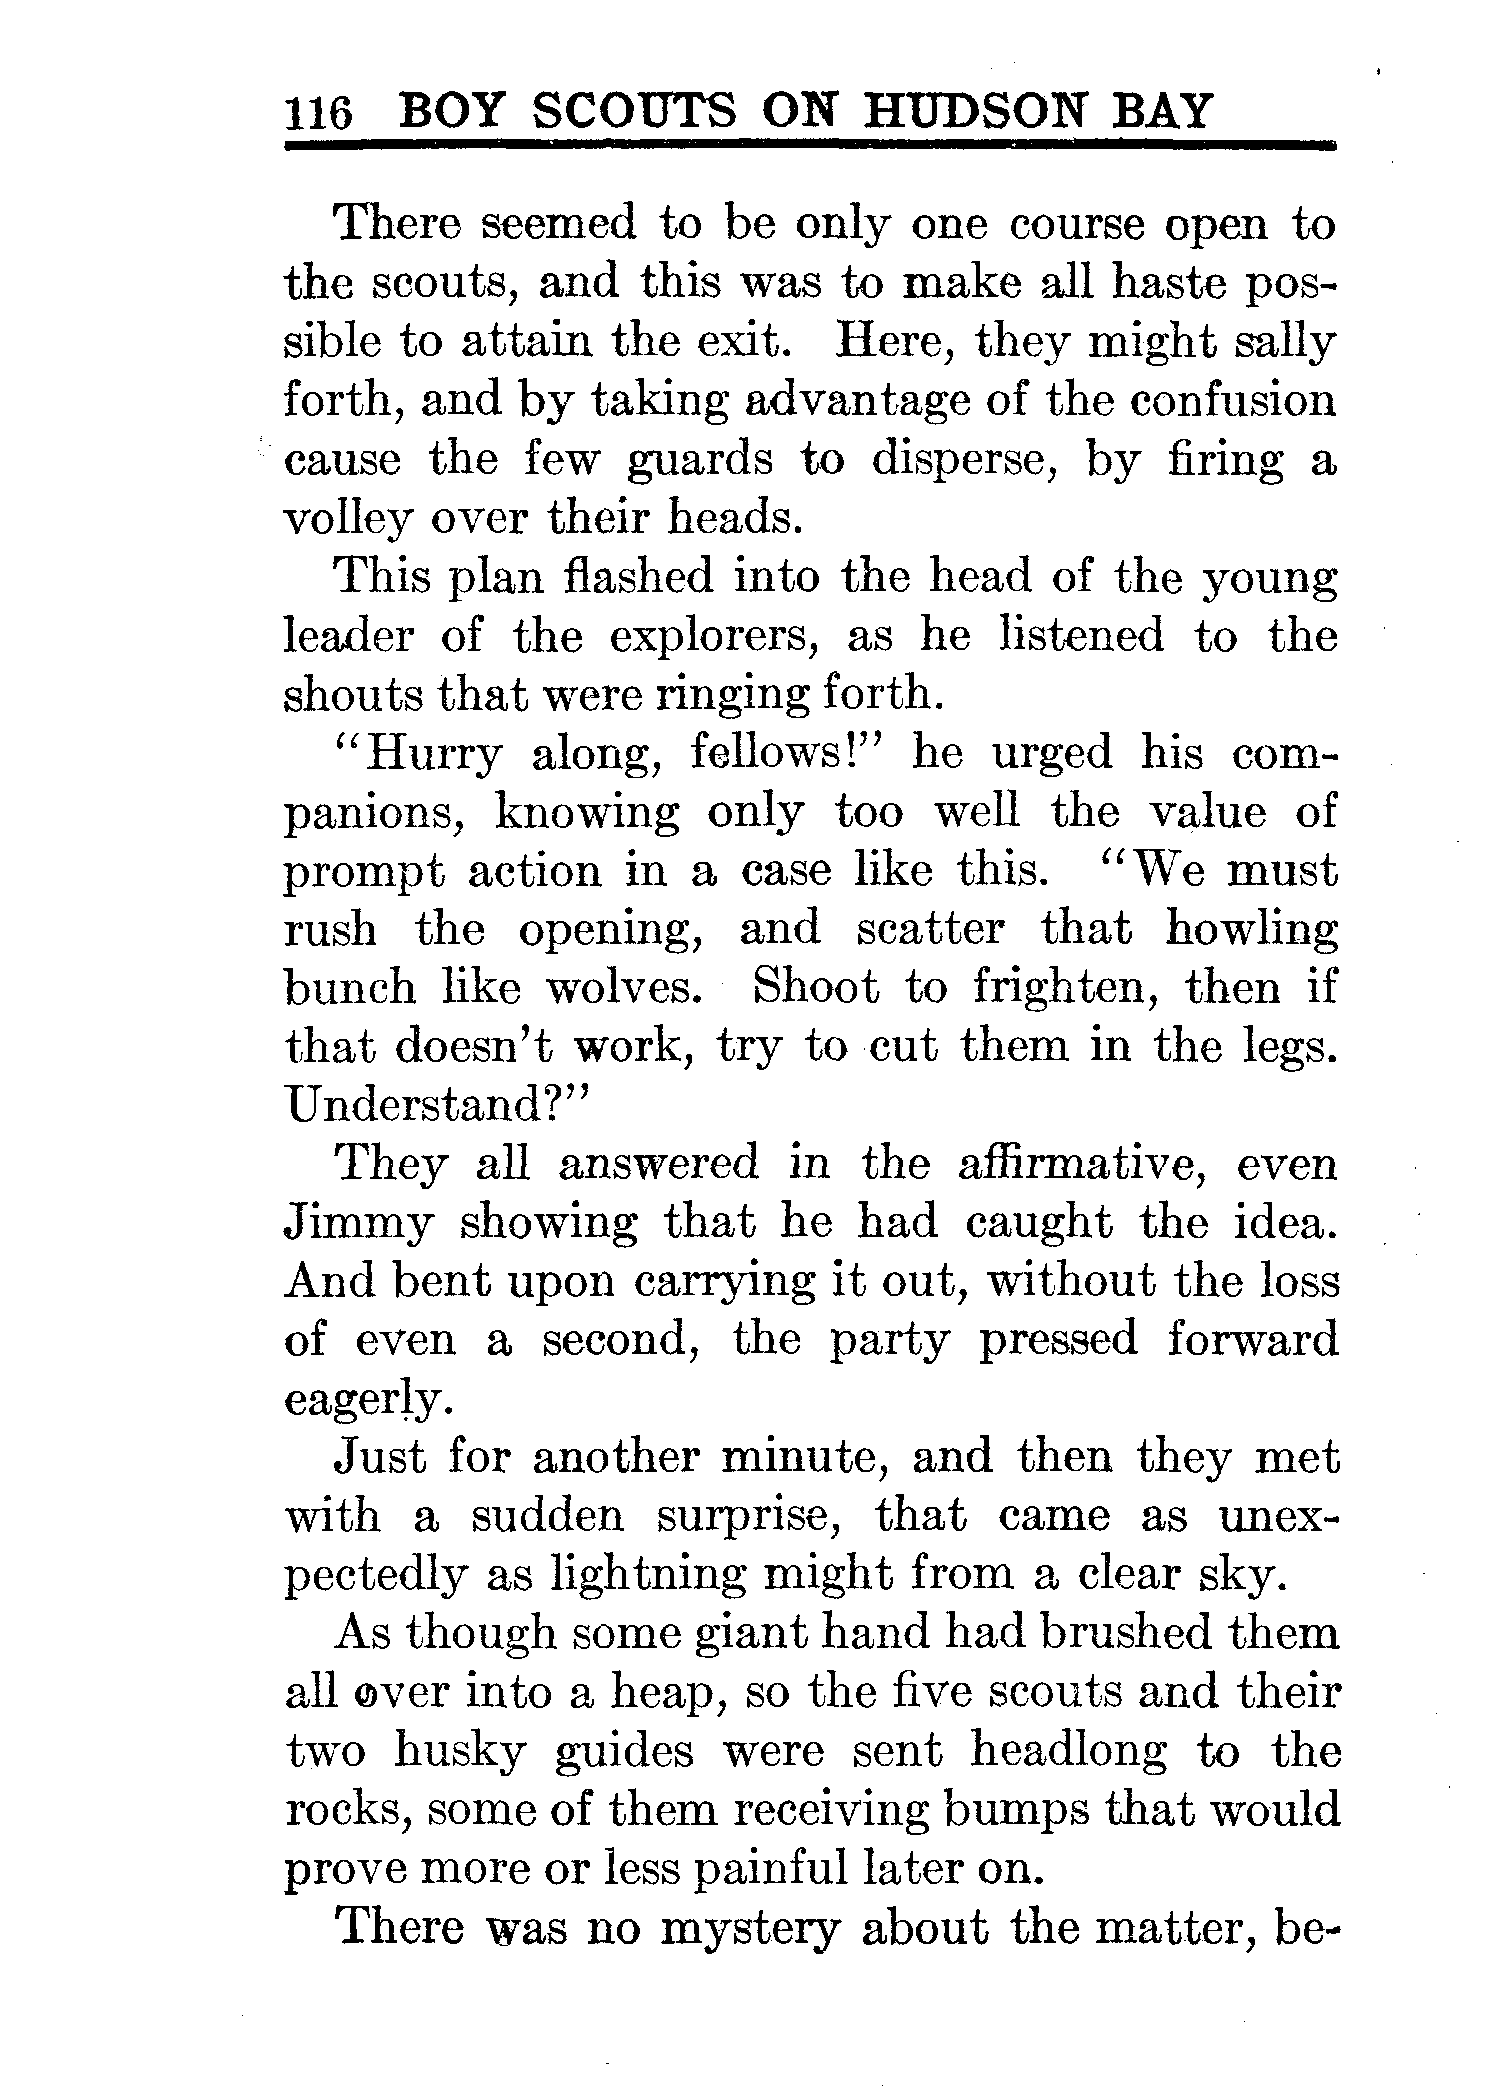 116 BOY SCOUTS ON HUDSON BAY
There seemed to be only one course open to
the scouts, and this was to make all haste pos-
sible to attain the exit. Here, they might sally
forth, and by taking advantage of the confusion
cause the few guards to disperse, by firing a
volley over their heads.
This plan flashed into the head of the young
leader of the explorers, as he listened to the
shouts that were ringing forth.
“Hurry along, fellows!” he urged his com-
panions, knowing only too well the value of
prompt action in a case like this. “We must
rush the opening, and scatter that howling
bunch like wolves. Shoot to frighten, then if
that doesn’t work, try to cut them in the legs.
Understand?”
They all answered in the affirmative, even
Jimmy showing that he had caught the idea.
And bent upon carrying it out, without the loss
of even a second, the party pressed forward
eagerly.
Just for another minute, and then they met
with a sudden surprise, that came as unex-
pectedly as lightning might from a clear sky.
As though some giant hand had brushed them
all over into a heap, so the five scouts and their
two husky guides were sent headlong to the
rocks, some of them receiving bumps that would
prove more or less painful later on.
There was no mystery about the matter, be-